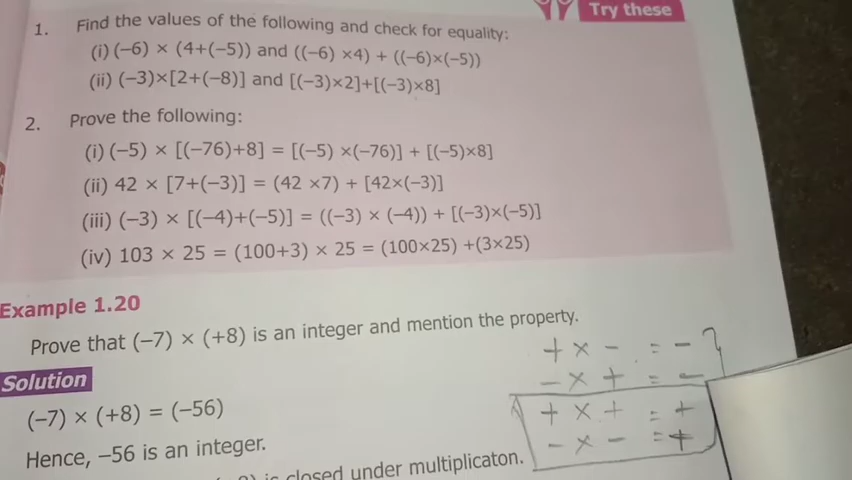 Try these
1. Find the values of the following and check for equality:
(i) (–6) × (4+(–5)) and ((–6) ×4) + ((–6)×(–5))
(ii) (–3)×[2+(–8)] and [(–3)×2]+[(–3)×8]
2. Prove the following:
(i) (–5) × [(–76)+8] = [(–5) ×(–76)] + [(–5)×8]
(ii) 42 × [7+(–3)] = (42 ×7) + [42×(–3)]
(iii) (–3) × [(–4)+(–5)] = ((–3) × (–4)) + [(–3)×(–5)]
(iv) 103 × 25 = (100+3) × 25 = (100×25) +(3×25)
Example 1.20
Prove that (–7) × (+8) is an integer and mention the property.
+ × - = -
- × + = -
Solution
+ × + = +
(–7) × (+8) = (–56)
- × - = +
Hence, –56 is an integer.
is closed under multiplicaton.